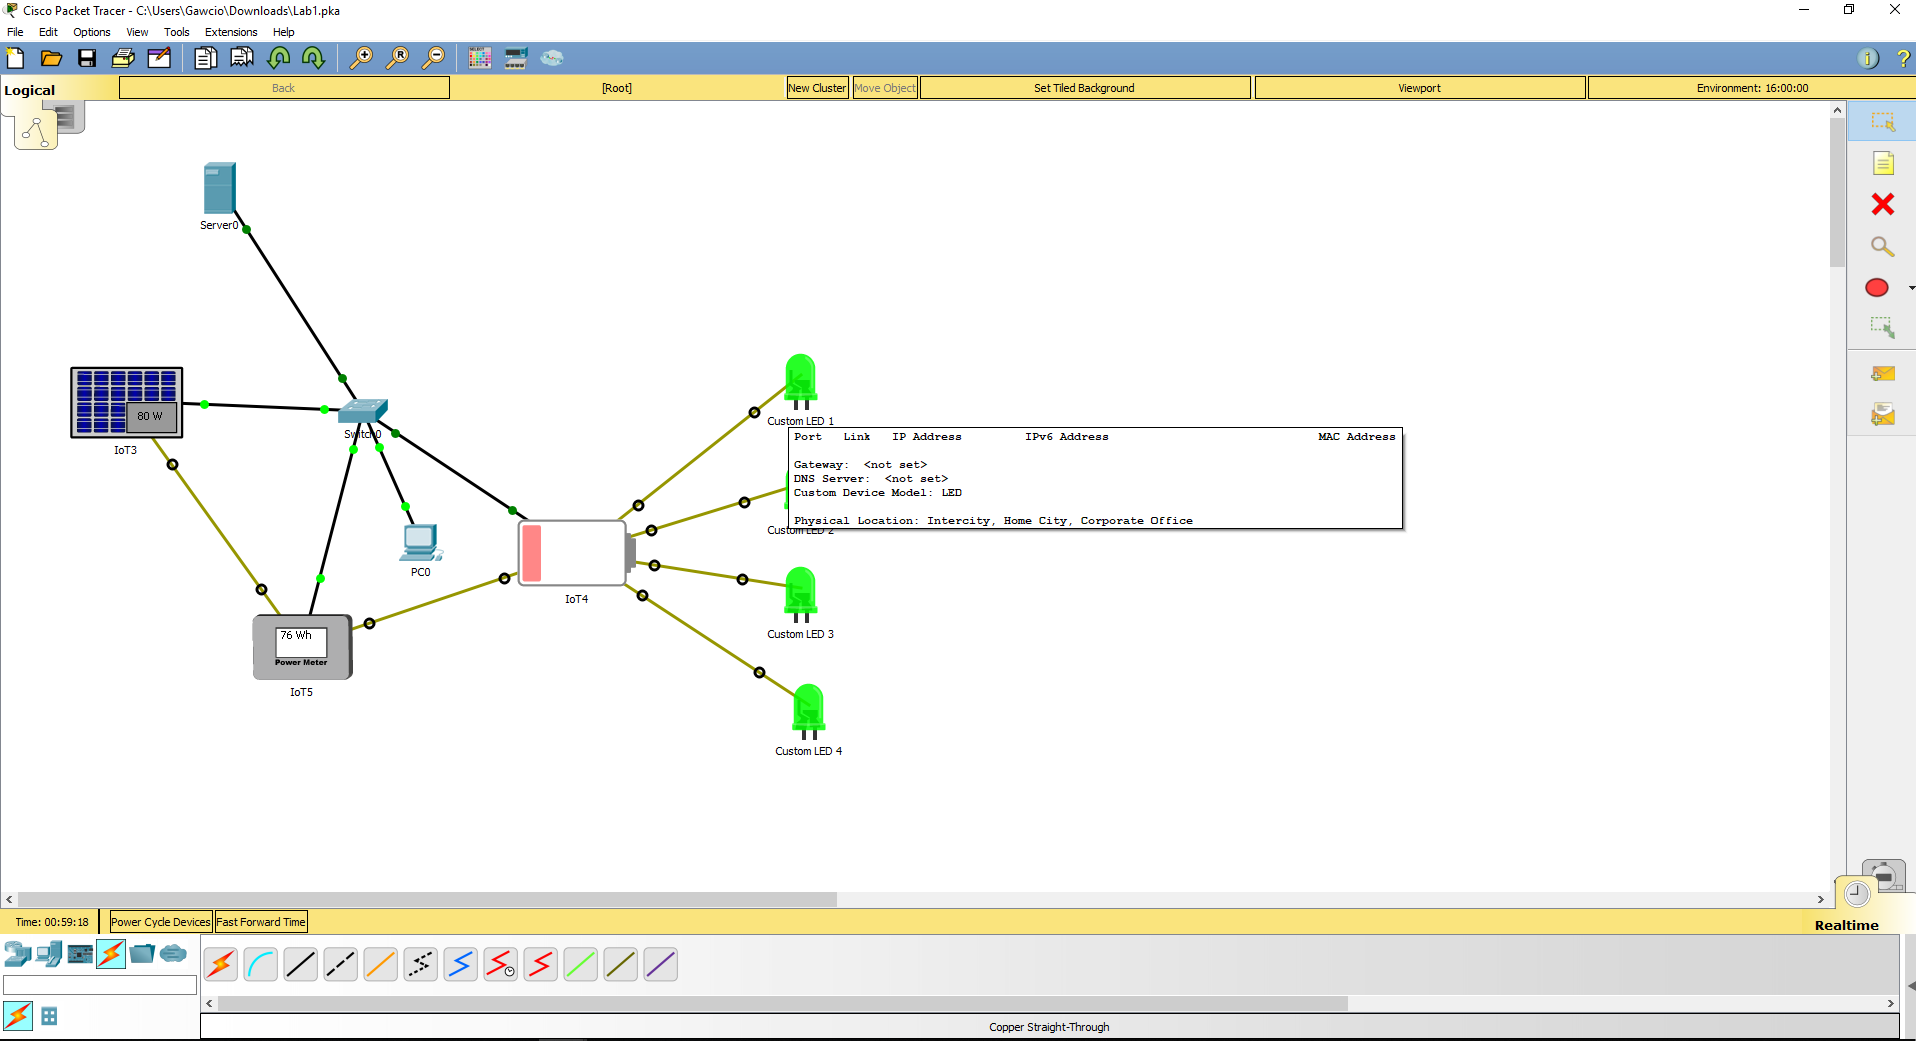 Cisco Packet Tracer - C:\Users\Gawcio\Downloads\Lab1.pka
File Edit Options View Tools Extensions Help
Logical
Back
[Root]
New Cluster
Move Object
Set Tiled Background
Viewport
Environment: 16:00:00
Server0
80 W
IoT3
Switch0
PC0
76 Wh
Power Meter
IoT5
IoT4
Custom LED 1
Port Link IP Address IPv6 Address MAC Address
Gateway: <not set>
DNS Server: <not set>
Custom Device Model: LED
Physical Location: Intercity, Home City, Corporate Office
Custom LED 2
Custom LED 3
Custom LED 4
Time: 00:59:18
Power Cycle Devices
Fast Forward Time
Realtime
Copper Straight-Through